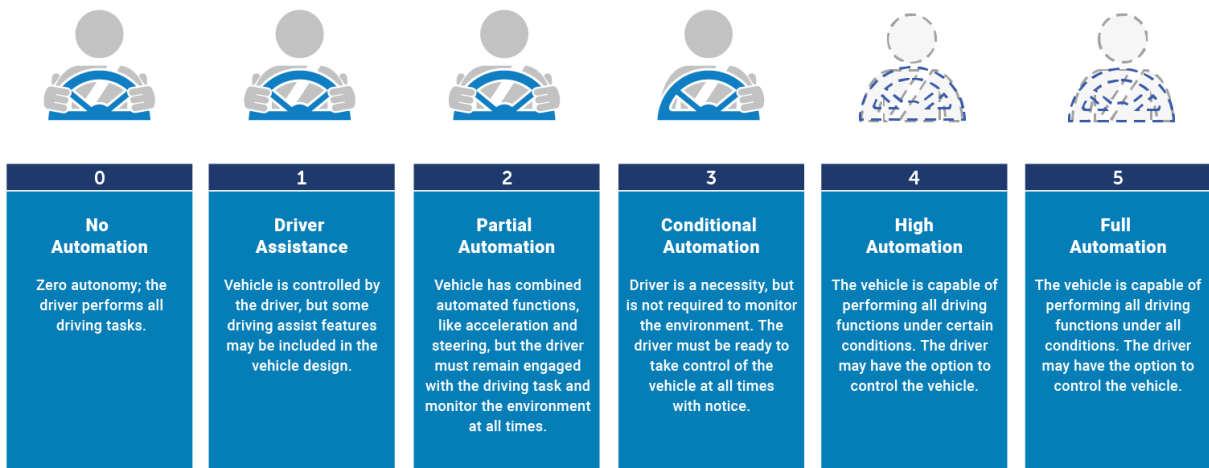 0
No
Automation
Zero autonomy; the
driver performs all
driving tasks.
1
Driver
Assistance
Vehicle is controlled by
the driver, but some
driving assist features
may be included in the
vehicle design.
2
Partial
Automation
Vehicle has combined
automated functions,
like acceleration and
steering, but the driver
must remain engaged
with the driving task and
monitor the environment
at all times.
3
Conditional
Automation
Driver is a necessity, but
is not required to monitor
the environment. The
driver must be ready to
take control of the
vehicle at all times
with notice.
4
High
Automation
The vehicle is capable of
performing all driving
functions under certain
conditions. The driver
may have the option to
control the vehicle.
5
Full
Automation
The vehicle is capable of
performing all driving
functions under all
conditions. The driver
may have the option to
control the vehicle.